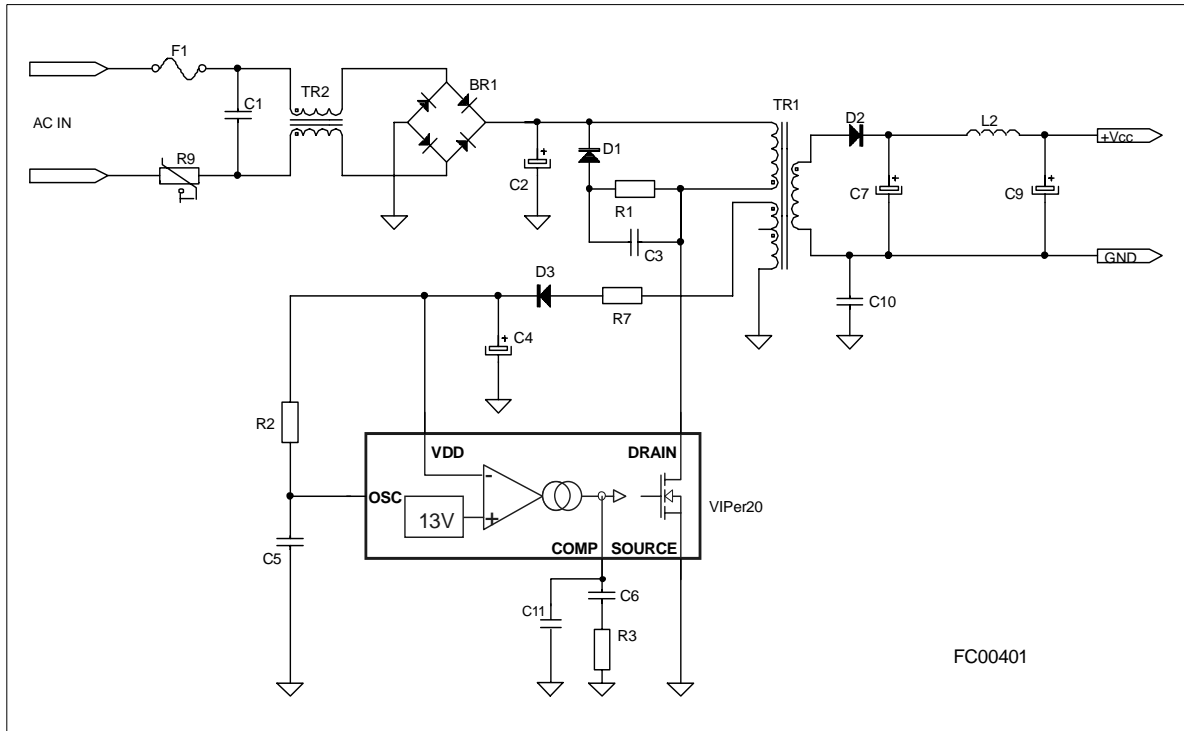 F1
TR2
BR1
TR1
D2
L2
+Vcc
C1
AC IN
D1
R9
C2
R1
C7
C9
C3
GND
D3
R7
C10
C4
R2
VDD
DRAIN
-
OSC
13V
+
VIPer20
COMP SOURCE
C5
C6
C11
R3
FC00401